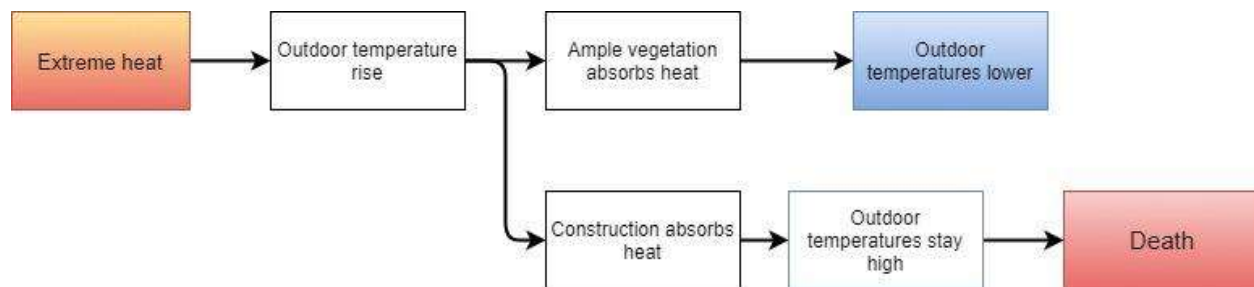 Extreme heat
Outdoor temperature
rise
Ample vegetation
absorbs heat
Outdoor
temperatures lower
Construction absorbs
heat
Outdoor
temperatures stay
high
Death